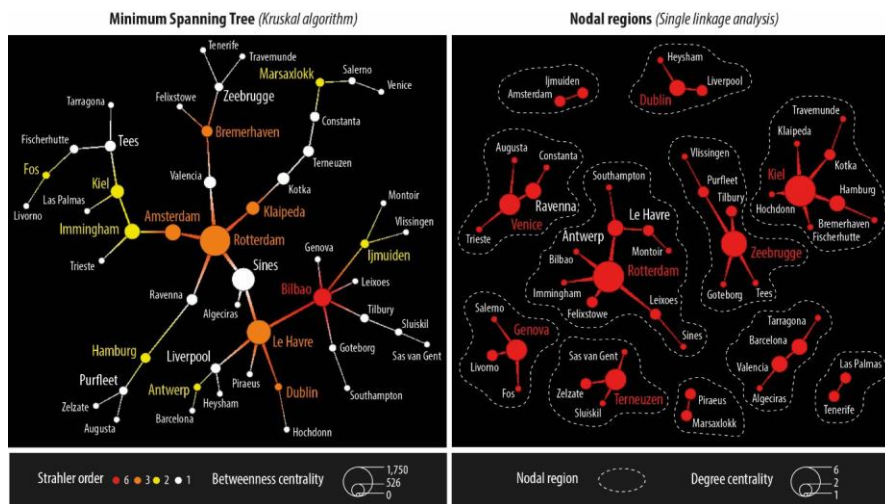 Minimum Spanning Tree (Kruskal algorithm)
Tenerife
Travemunde
Marsaxlokk
Salerno
Venice
Zeebrugge
Felixstowe
Tarragona
Constanta
Bremerhaven
Fischerhutte
Tees
Terneuzen
Fos
Valencia
Kotka
Kiel
Las Palmas
Montoir
Livorno
Amsterdam
Klaipeda
Vlissingen
Immingham
Rotterdam
Genova
Ijmuiden
Trieste
Sines
Bilbao
Leixoes
Ravenna
Algeciras
Tilbury
Sluiskil
Hamburg
Le Havre
Sas van Gent
Liverpool
Goteborg
Purfleet
Antwerp
Piraeus
Zelzate
Dublin
Southampton
Heysham
Barcelona
Augusta
Hochdonn
Strahler order 6 3 2 1
Betweenness centrality
1,750
526
0
Nodal regions (Single linkage analysis)
Heysham
Ijmuiden
Liverpool
Amsterdam
Dublin
Travemunde
Klaipeda
Augusta
Constanta
Vlissingen
Kotka
Southampton
Kiel
Purfleet
Hamburg
Tilbury
Ravenna
Le Havre
Hochdonn
Venice
Antwerp
Bremerhaven
Trieste
Bilbao
Montoir
Fischerhutte
Zeebrugge
Rotterdam
Immingham
Leixoes
Goteborg
Tees
Felixstowe
Salerno
Sines
Tarragona
Genova
Barcelona
Sas van Gent
Livorno
Valencia
Las Palmas
Zelzate
Piraeus
Fos
Sluiskil
Terneuzen
Algeciras
Tenerife
Marsaxlokk
Nodal region
Degree centrality
6
2
1